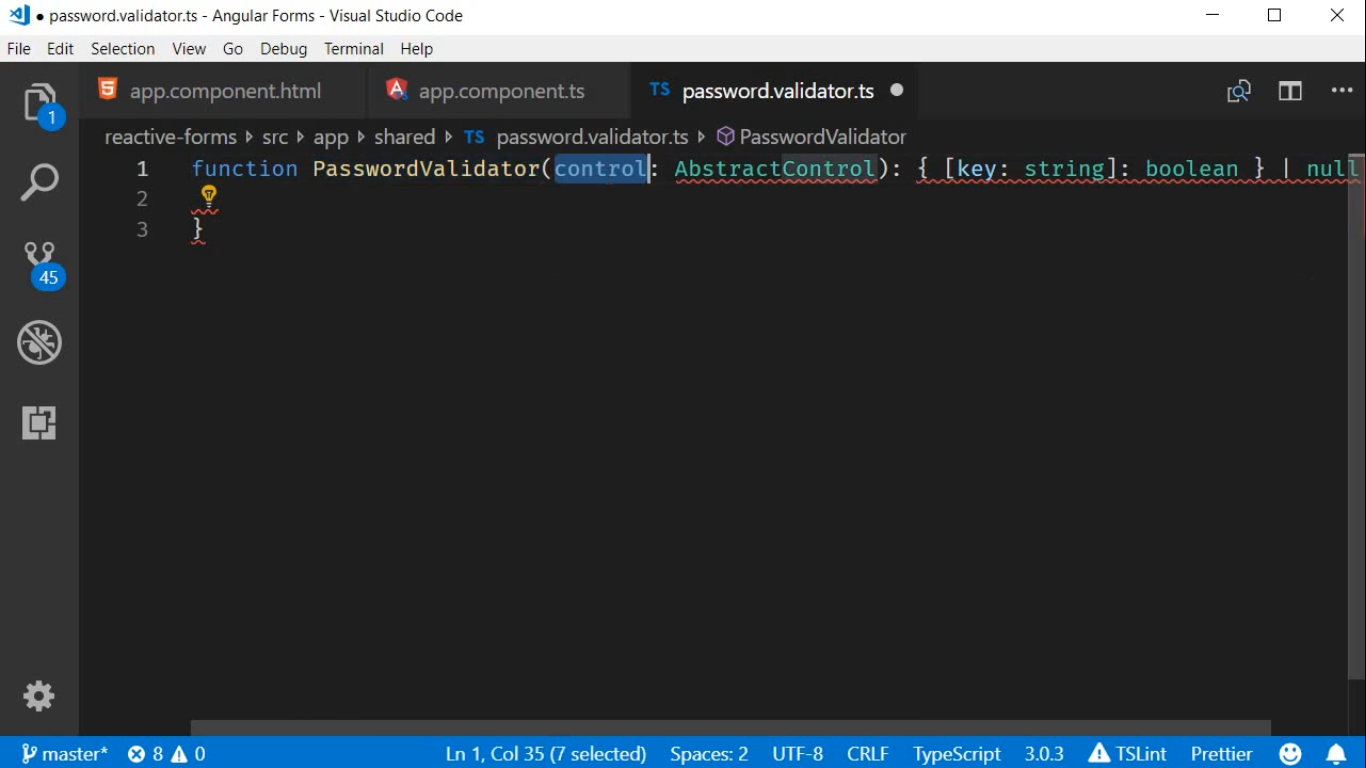 ● password.validator.ts - Angular Forms - Visual Studio Code
File Edit Selection View Go Debug Terminal Help
1
app.component.html app.component.ts TS password.validator.ts
reactive-forms src app shared TS password.validator.ts PasswordValidator
1 function PasswordValidator(control: AbstractControl): { [key: string]: boolean } | null
2
3 }
45
master* 8 0 Ln 1, Col 35 (7 selected) Spaces: 2 UTF-8 CRLF TypeScript 3.0.3 TSLint Prettier